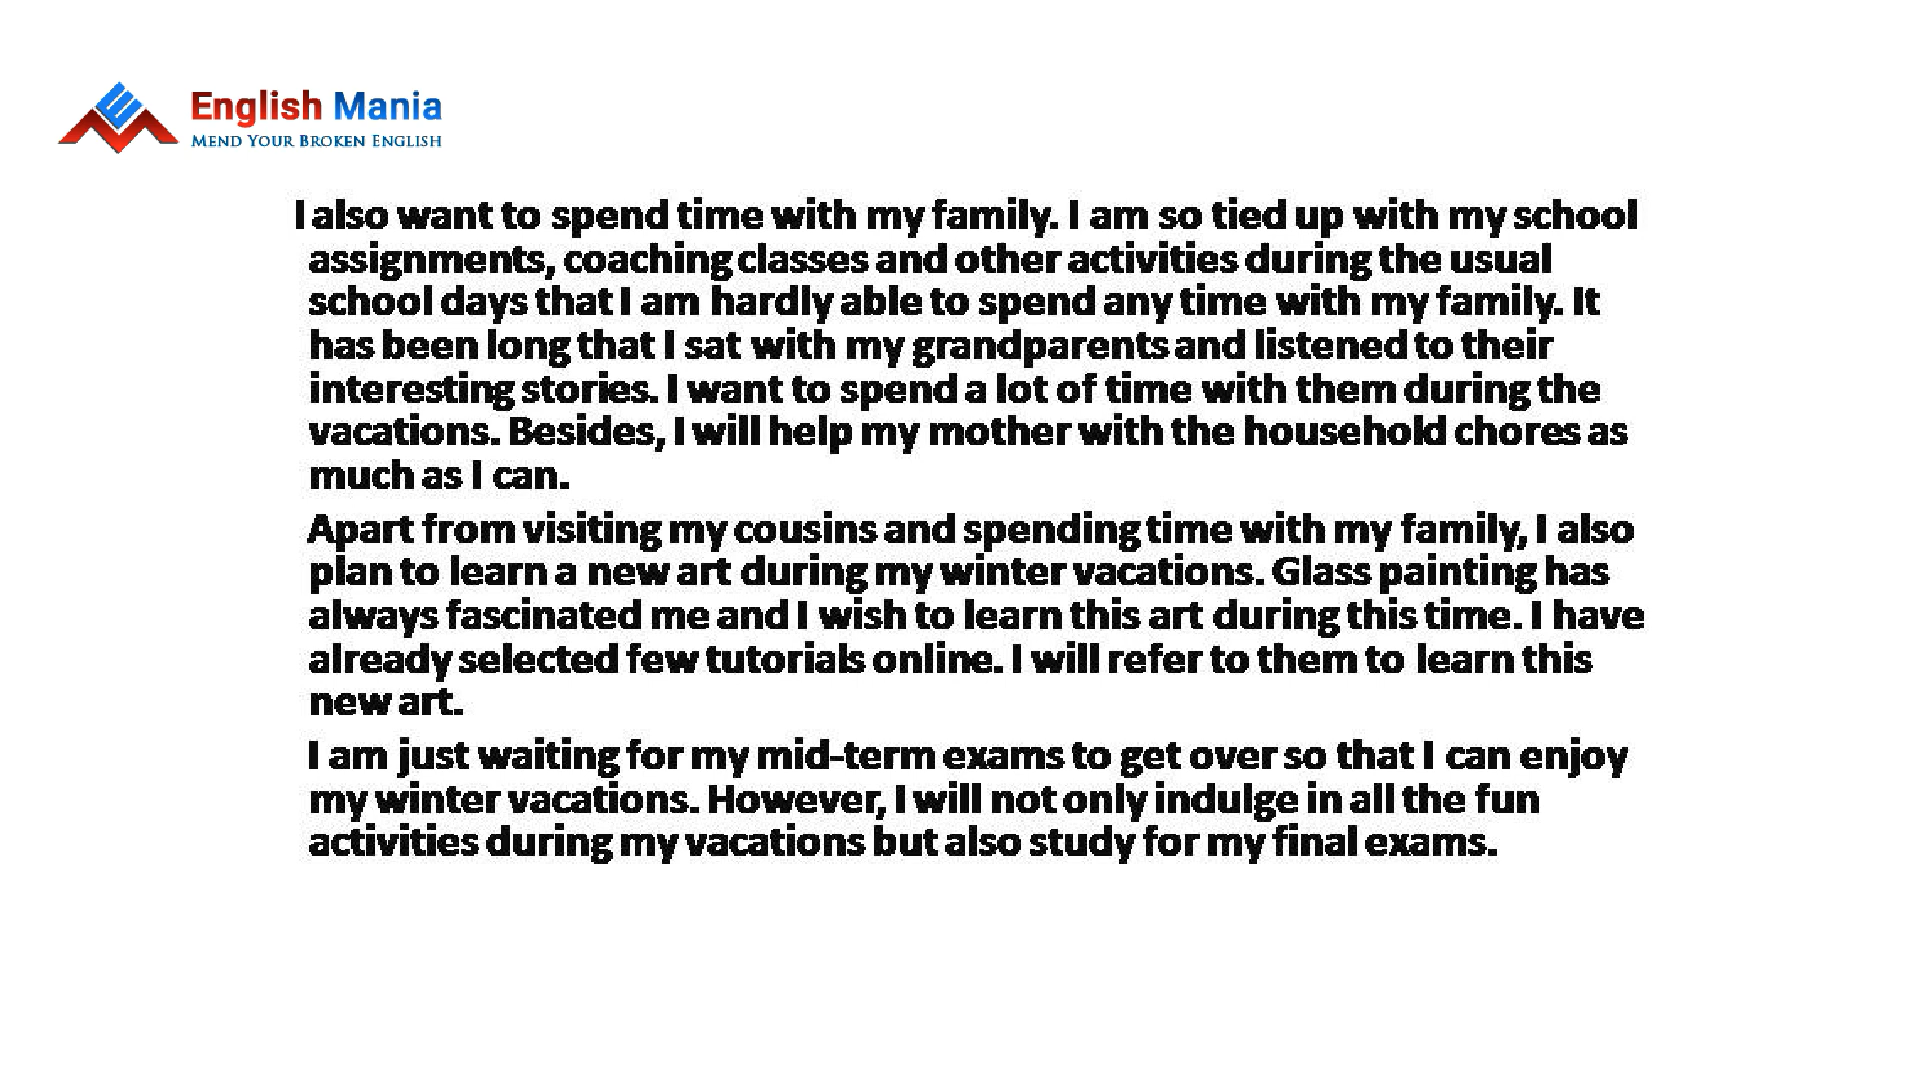 English Mania
MEND YOUR BROKEN ENGLISH
I also want to spend time with my family. I am so tied up with my school
assignments, coaching classes and other activities during the usual
school days that I am hardly able to spend any time with my family. It
has been long that I sat with my grandparents and listened to their
interesting stories. I want to spend a lot of time with them during the
vacations. Besides, I will help my mother with the household chores as
much as I can.
Apart from visiting my cousins and spending time with my family, I also
plan to learn a new art during my winter vacations. Glass painting has
always fascinated me and I wish to learn this art during this time. I have
already selected few tutorials online. I will refer to them to learn this
new art.
I am just waiting for my mid-term exams to get over so that I can enjoy
my winter vacations. However, I will not only indulge in all the fun
activities during my vacations but also study for my final exams.